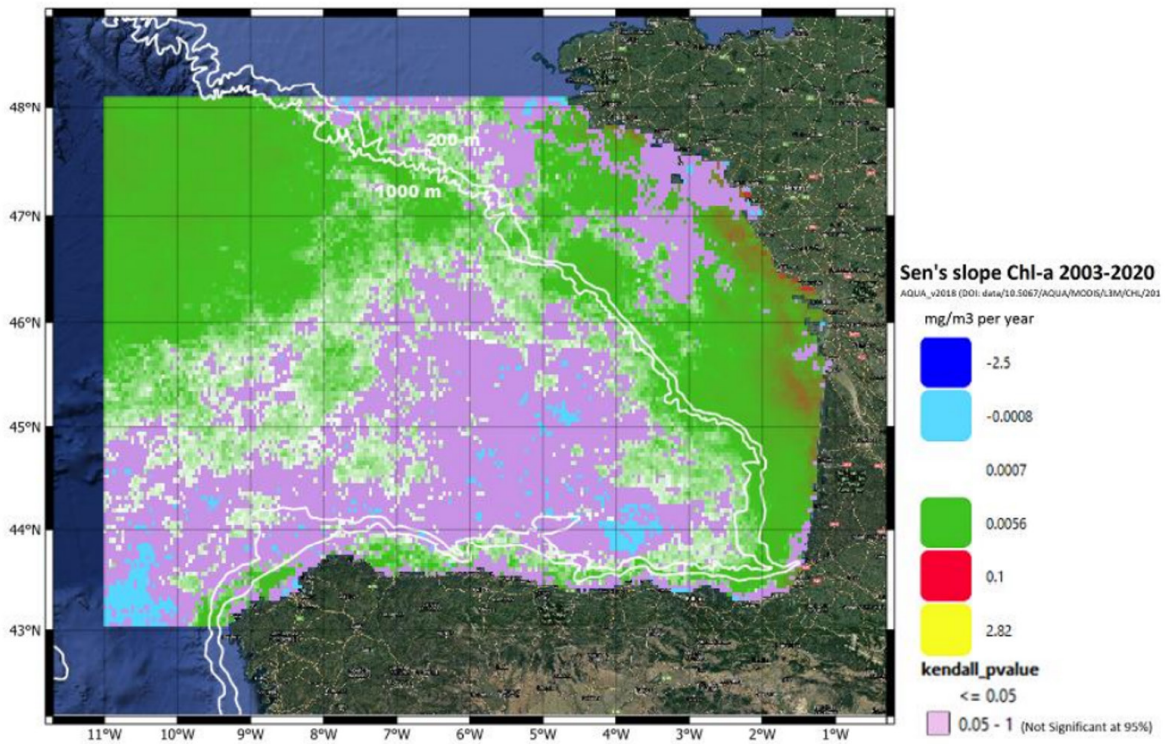 48°N
47°N
46°N
45°N
44°N
43°N
200 m
1000 m
11°W 10°W 9°W 8°W 7°W 6°W 5°W 4°W 3°W 2°W 1°W 0°W
Sen's slope Chl-a 2003-2020
AQUA_v2018 (DOI: data/10.5067/AQUA/MODIS/L3M/CHL/201
mg/m3 per year
-2.5
-0.0008
0.0007
0.0056
0.1
2.82
kendall_pvalue
<= 0.05
0.05 - 1 (Not Significant at 95%)